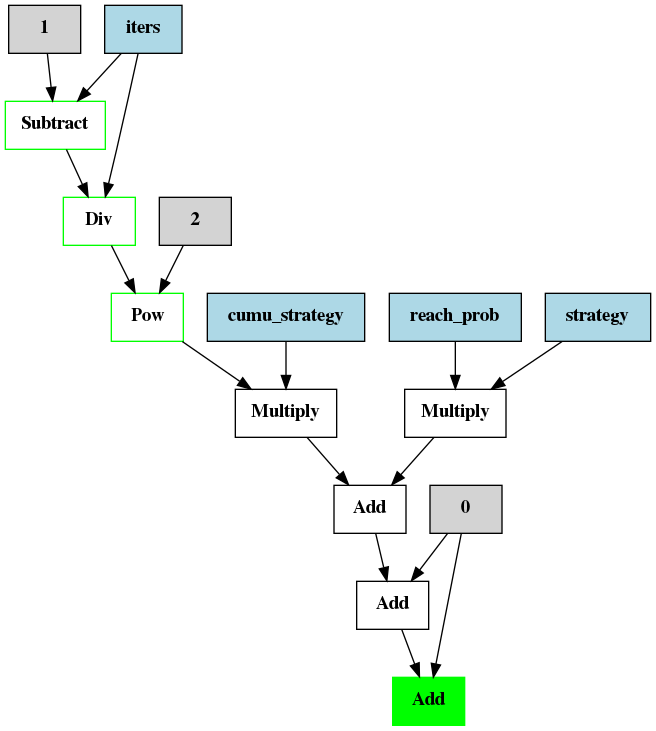 1
iters
Subtract
Div
2
Pow
cumu_strategy
reach_prob
strategy
Multiply
Multiply
Add
0
Add
Add